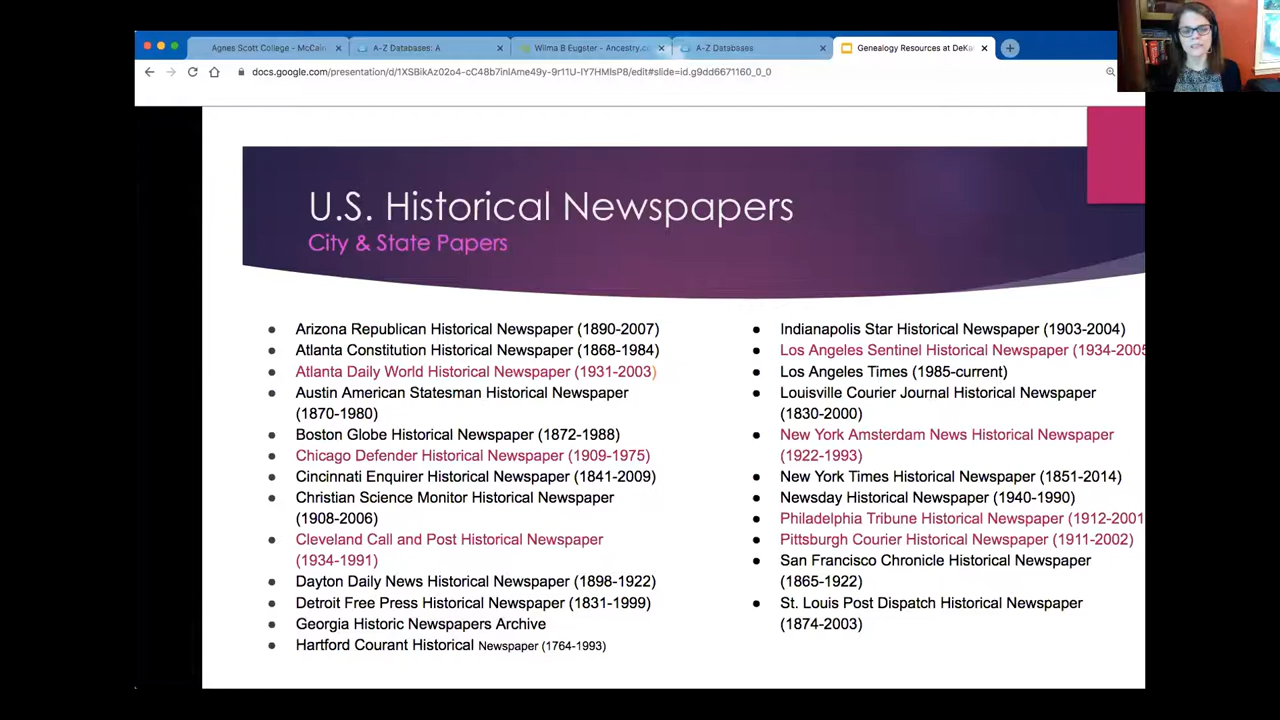 Agnes Scott College - McCain
A-Z Databases: A
Wilma B Eugster - Ancestry.co
A-Z Databases
Genealogy Resources at DeKa
docs.google.com/presentation/d/1XSBikAz02o4-cC48b7inlAme49y-9r11U-IY7HMlsP8/edit#slide=id.g9dd6671160_0_0
U.S. Historical Newspapers
City & State Papers
Arizona Republican Historical Newspaper (1890-2007)
Atlanta Constitution Historical Newspaper (1868-1984)
Atlanta Daily World Historical Newspaper (1931-2003)
Austin American Statesman Historical Newspaper
(1870-1980)
Boston Globe Historical Newspaper (1872-1988)
Chicago Defender Historical Newspaper (1909-1975)
Cincinnati Enquirer Historical Newspaper (1841-2009)
Christian Science Monitor Historical Newspaper
(1908-2006)
Cleveland Call and Post Historical Newspaper
(1934-1991)
Dayton Daily News Historical Newspaper (1898-1922)
Detroit Free Press Historical Newspaper (1831-1999)
Georgia Historic Newspapers Archive
Hartford Courant Historical Newspaper (1764-1993)
Indianapolis Star Historical Newspaper (1903-2004)
Los Angeles Sentinel Historical Newspaper (1934-2005
Los Angeles Times (1985-current)
Louisville Courier Journal Historical Newspaper
(1830-2000)
New York Amsterdam News Historical Newspaper
(1922-1993)
New York Times Historical Newspaper (1851-2014)
Newsday Historical Newspaper (1940-1990)
Philadelphia Tribune Historical Newspaper (1912-2001
Pittsburgh Courier Historical Newspaper (1911-2002)
San Francisco Chronicle Historical Newspaper
(1865-1922)
St. Louis Post Dispatch Historical Newspaper
(1874-2003)